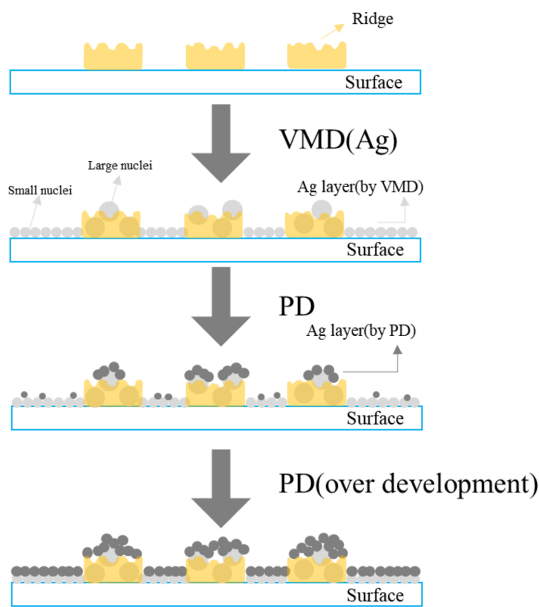 Ridge
Surface
VMD(Ag)
Large nuclei
Small nuclei
Ag layer(by VMD)
Surface
PD
Ag layer(by PD)
Surface
PD(over development)
Surface